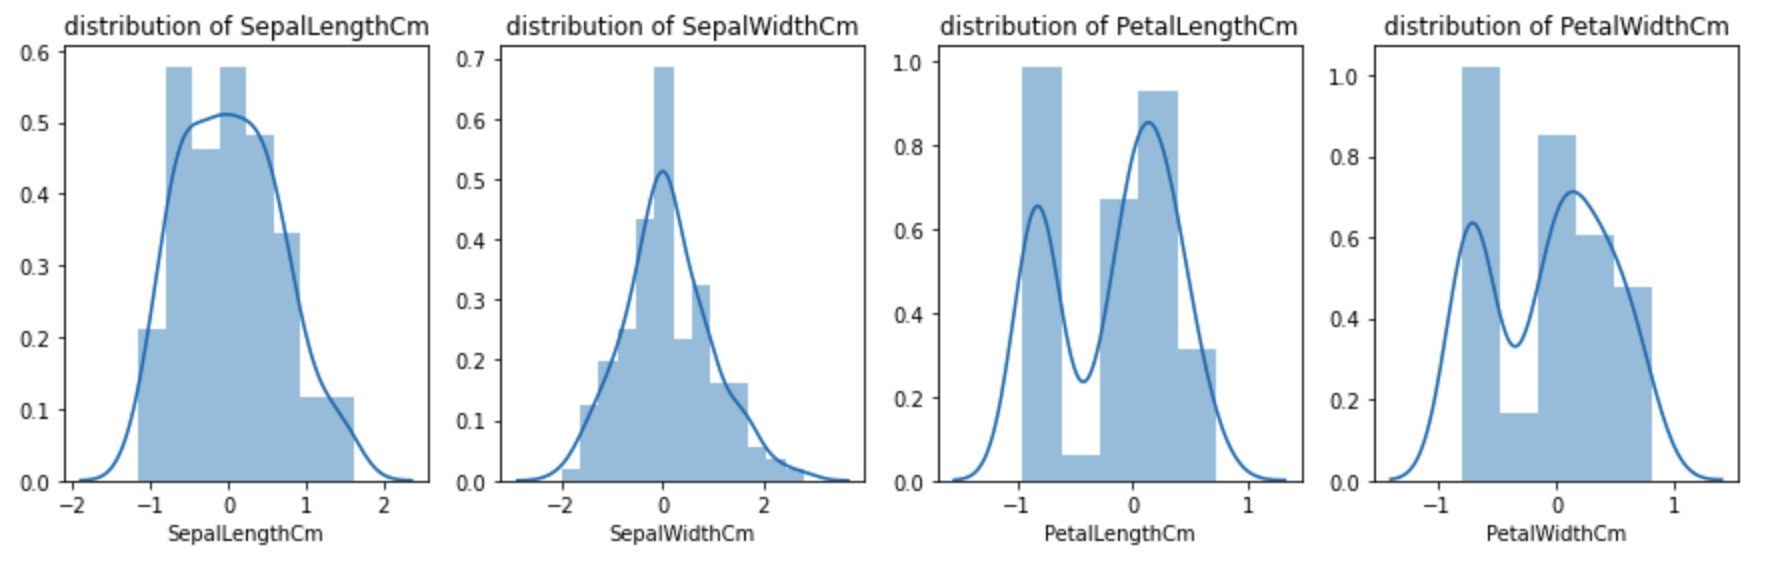 distribution of SepalLengthCm
0.6
0.5
0.4
0.3
0.2
0.1
0.0
−2 −1 0 1 2
SepalLengthCm
distribution of SepalWidthCm
0.7
0.6
0.5
0.4
0.3
0.2
0.1
0.0
−2 0 2
SepalWidthCm
distribution of PetalLengthCm
1.0
0.8
0.6
0.4
0.2
0.0
−1 0 1
PetalLengthCm
distribution of PetalWidthCm
1.0
0.8
0.6
0.4
0.2
0.0
−1 0 1
PetalWidthCm